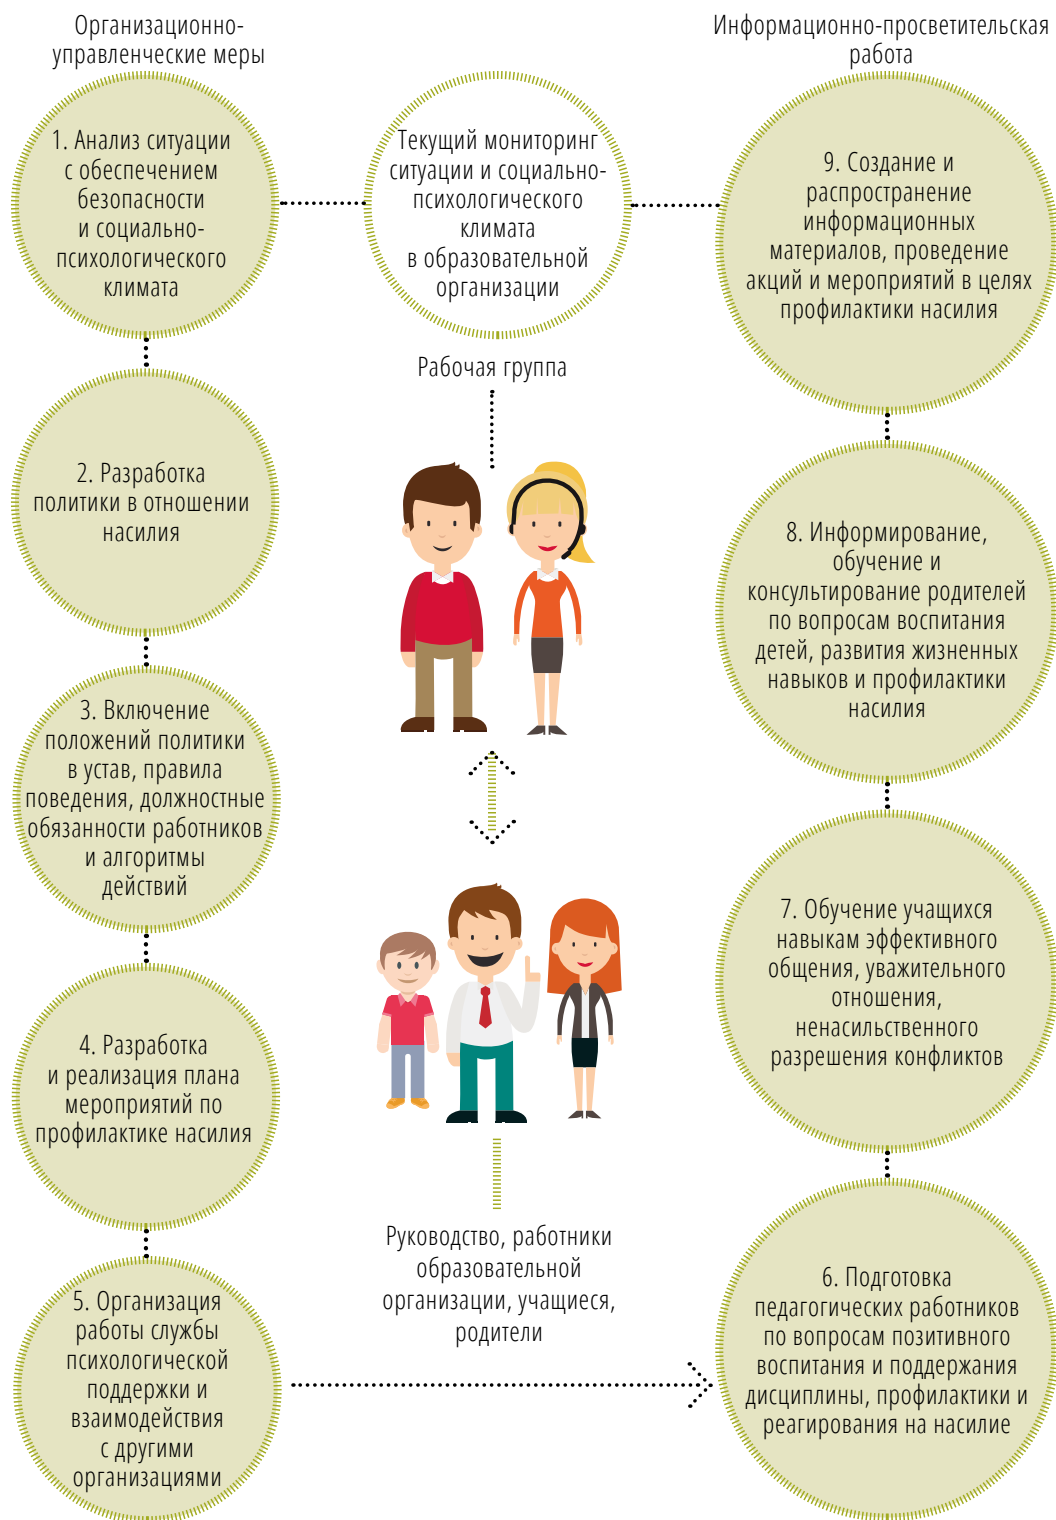 Организационно-
управленческие меры
1. Анализ ситуации
с обеспечением
безопасности
и социально-
психологического
климата
2. Разработка
политики в отношении
насилия
3. Включение
положений политики
в устав, правила
поведения, должностные
обязанности работников
и алгоритмы
действий
4. Разработка
и реализация плана
мероприятий по
профилактике насилия
5. Организация
работы службы
психологической
поддержки и
взаимодействия
с другими
организациями
Текущий мониторинг
ситуации и социально-
психологического
климата
в образовательной
организации
Рабочая группа
Руководство, работники
образовательной
организации, учащиеся,
родители
Информационно-просветительская
работа
9. Создание и
распространение
информационных
материалов, проведение
акций и мероприятий в целях
профилактики насилия
8. Информирование,
обучение и
консультирование родителей
по вопросам воспитания
детей, развития жизненных
навыков и профилактики
насилия
7. Обучение учащихся
навыкам эффективного
общения, уважительного
отношения,
ненасильственного
разрешения конфликтов
6. Подготовка
педагогических работников
по вопросам позитивного
воспитания и поддержания
дисциплины, профилактики и
реагирования на насилие